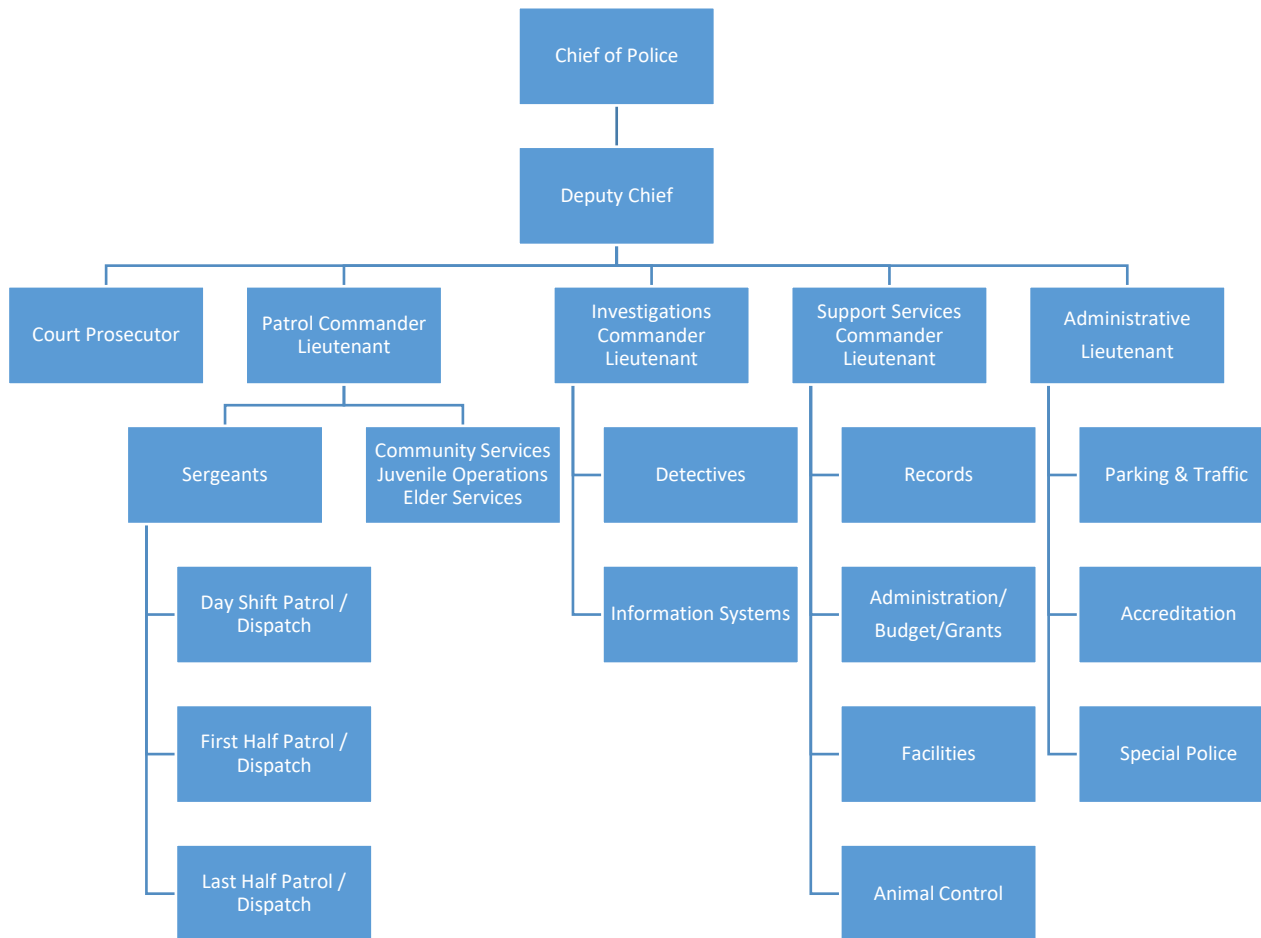 Chief of Police
Deputy Chief
Court Prosecutor
Patrol Commander
Lieutenant
Investigations
Commander
Lieutenant
Support Services
Commander
Lieutenant
Administrative
Lieutenant
Sergeants
Community Services
Juvenile Operations
Elder Services
Detectives
Records
Parking & Traffic
Day Shift Patrol /
Dispatch
Information Systems
Administration/
Budget/Grants
Accreditation
First Half Patrol /
Dispatch
Facilities
Special Police
Last Half Patrol /
Dispatch
Animal Control